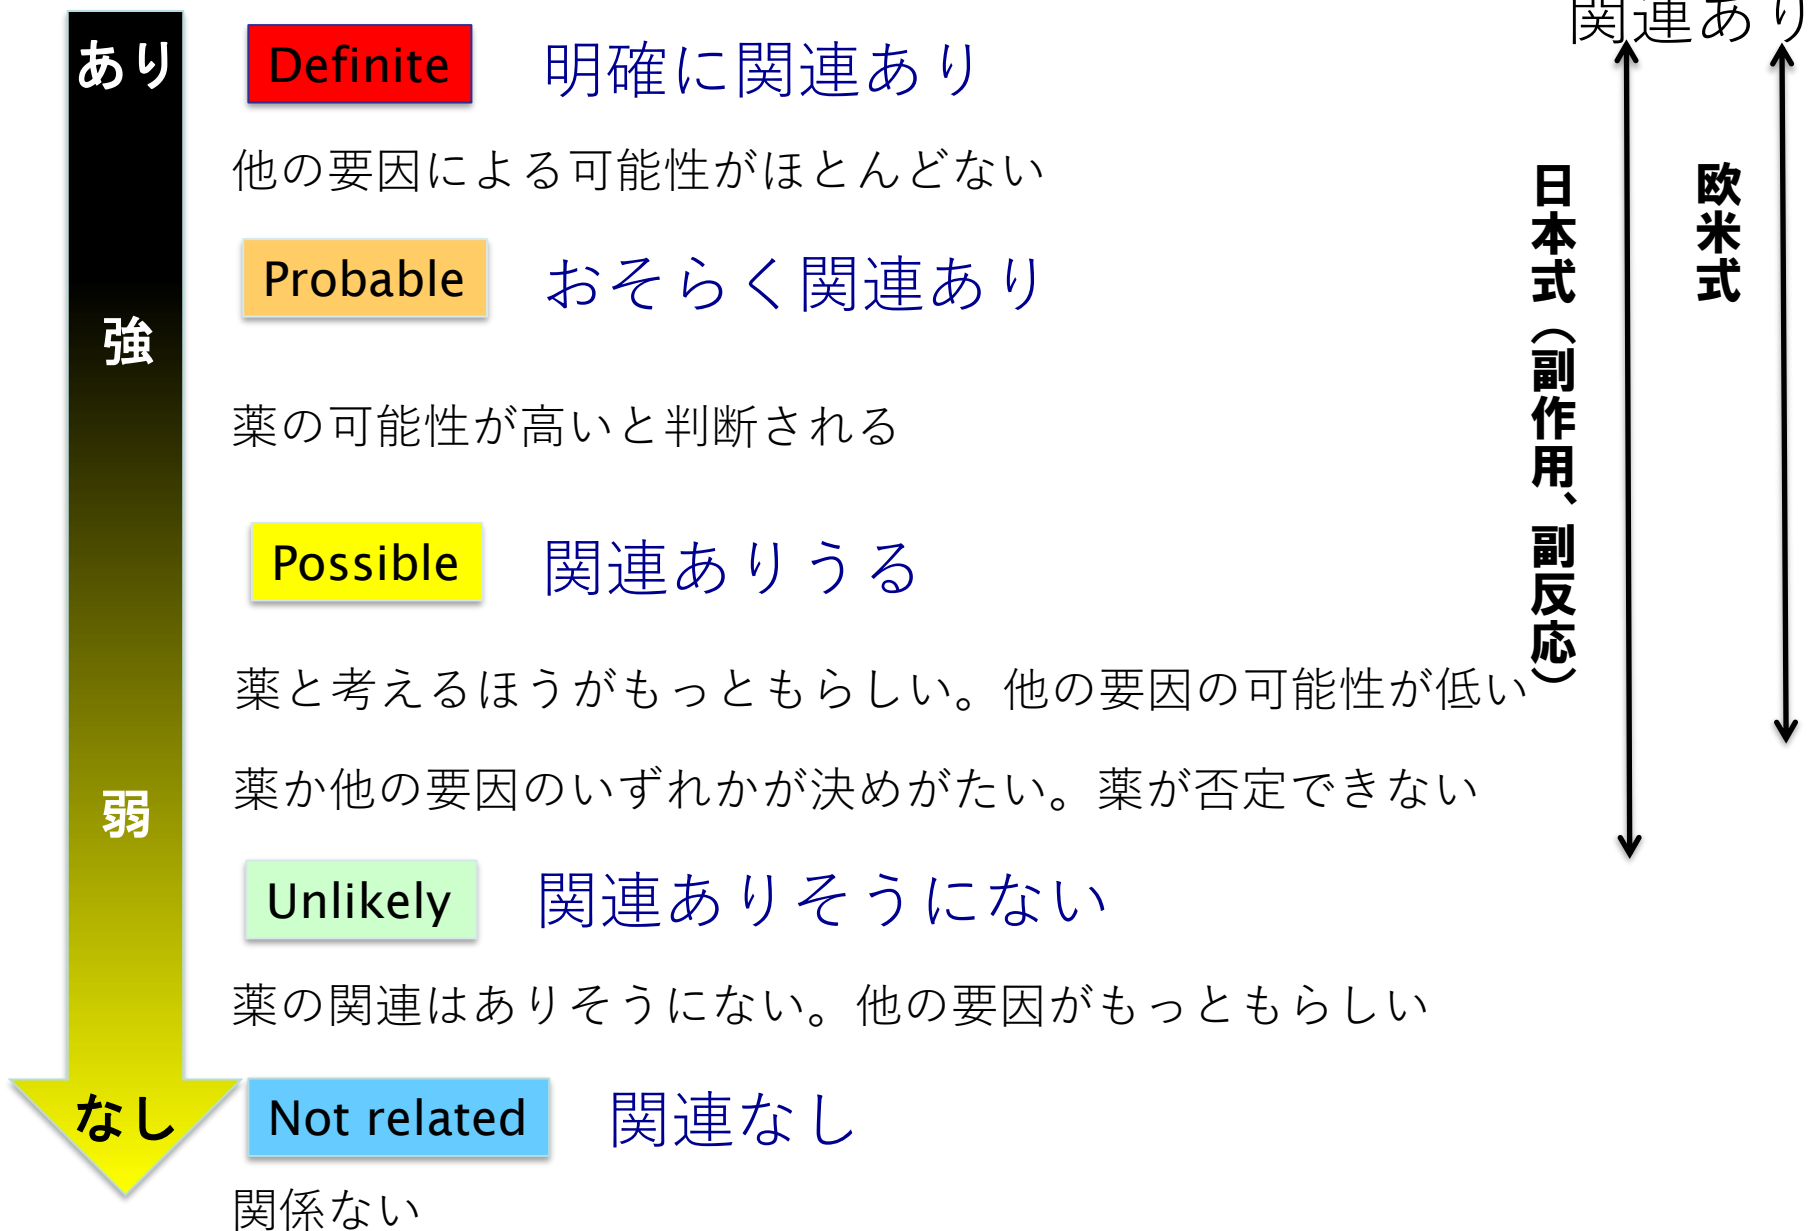 関連あり
あり
Definite
明確に関連あり
他の要因による可能性がほとんどない
Probable
おそらく関連あり
強
薬の可能性が高いと判断される
Possible
関連ありうる
薬と考えるほうがもっともらしい。他の要因の可能性が低い
薬か他の要因のいずれかが決めがたい。薬が否定できない
弱
Unlikely
関連ありそうにない
薬の関連はありそうにない。他の要因がもっともらしい
なし
Not related
関連なし
関係ない
日本式（副作用、副反応）
欧米式